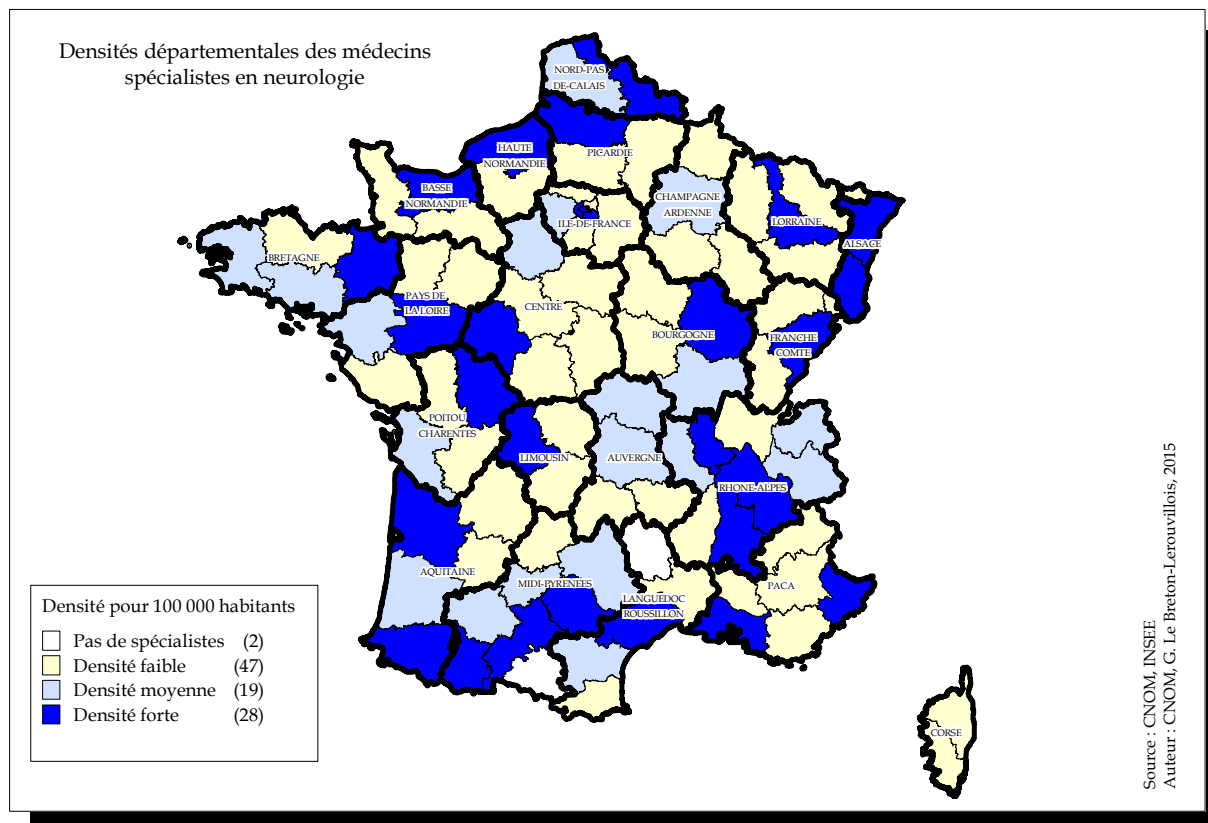 Densités départementales des médecins
spécialistes en neurologie
NORD-PAS
DE-CALAIS
HAUTE
NORMANDIE
PICARDIE
BASSE
NORMANDIE
CHAMPAGNE
ARDENNE
ILE-DE-FRANCE
LORRAINE
ALSACE
BRETAGNE
PAYS DE
LA LOIRE
CENTRE
BOURGOGNE
FRANCHE
COMTE
POITOU
CHARENTES
LIMOUSIN
AUVERGNE
RHONE-ALPES
AQUITAINE
MIDI-PYRENEES
LANGUEDOC
ROUSSILLON
PACA
CORSE
Densité pour 100 000 habitants
Pas de spécialistes (2)
Densité faible (47)
Densité moyenne (19)
Densité forte (28)
Source : CNOM, INSEE
Auteur : CNOM, G. Le Breton-Lerouvillois, 2015